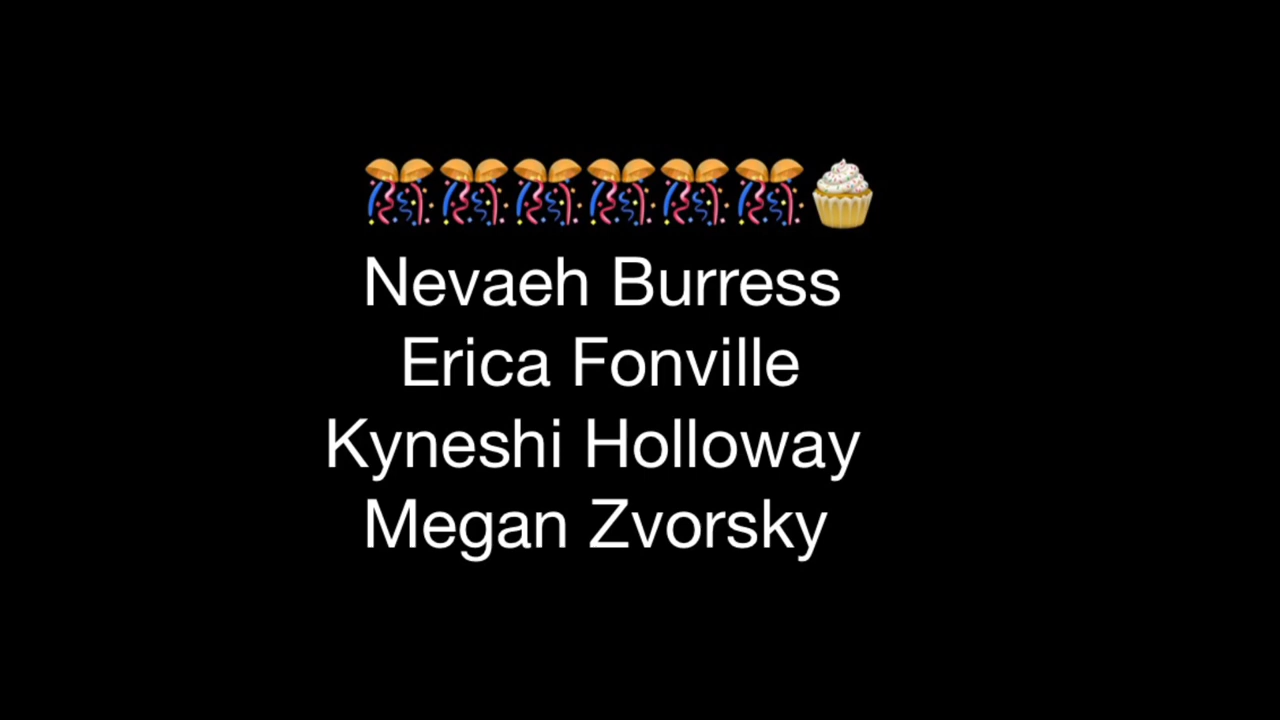 🎊🎊🎊🎊🎊🎊🧁
Nevaeh Burress
Erica Fonville
Kyneshi Holloway
Megan Zvorsky